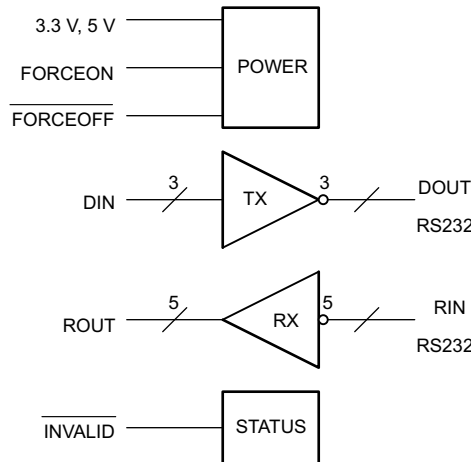 3.3 V, 5 V
FORCEON
FORCEOFF
POWER
DIN
3
TX
3
DOUT
RS232
ROUT
5
RX
5
RIN
RS232
INVALID
STATUS